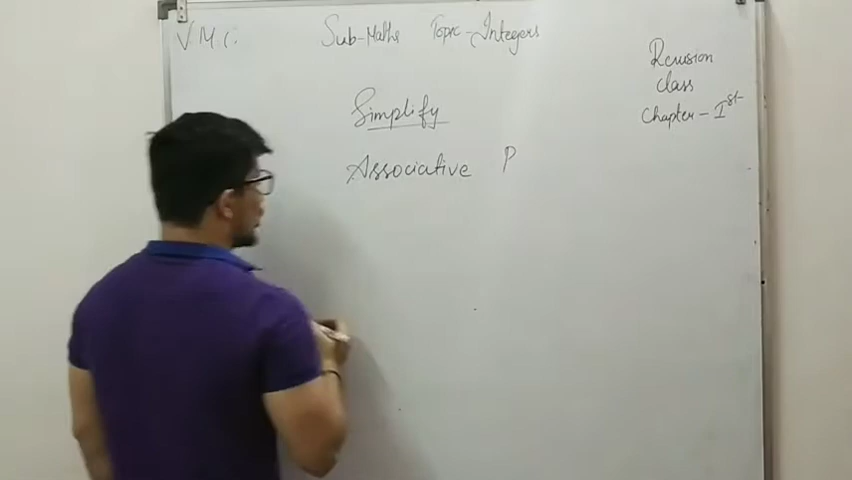 V.M.C. Sub-Maths Topic-Integers
Revision
class
Chapter-Ist
Simplify
Associative P